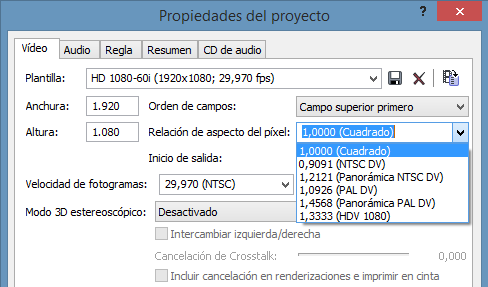 Propiedades del proyecto ?
Vídeo Audio Regla Resumen CD de audio
Plantilla: HD 1080-60i (1920x1080; 29,970 fps)
Anchura: 1.920 Orden de campos: Campo superior primero
Altura: 1.080 Relación de aspecto del píxel: 1,0000 (Cuadrado)
1,0000 (Cuadrado)
Inicio de salida: 0,9091 (NTSC DV)
1,2121 (Panorámica NTSC DV)
Velocidad de fotogramas: 29,970 (NTSC) 1,0926 (PAL DV)
1,4568 (Panorámica PAL DV)
Modo 3D estereoscópico: Desactivado 1,3333 (HDV 1080)
Intercambiar izquierda/derecha
Cancelación de Crosstalk: 0,000
Incluir cancelación en renderizaciones e imprimir en cinta